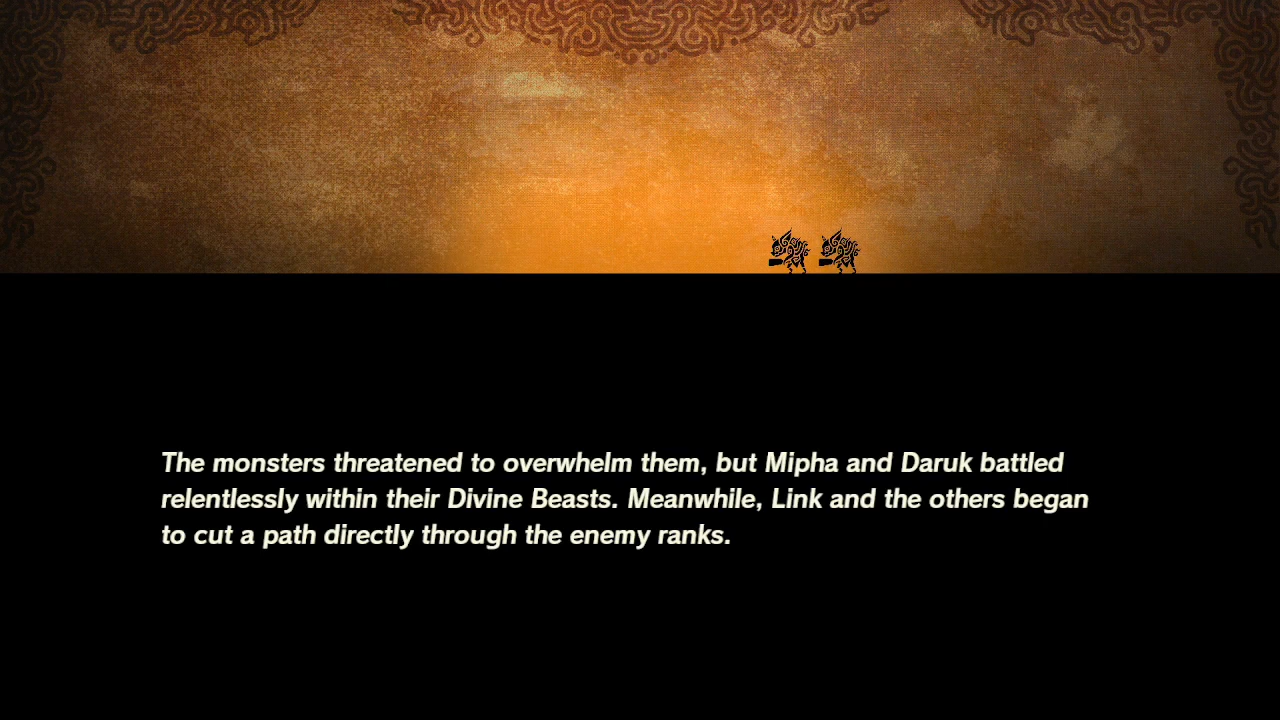 The monsters threatened to overwhelm them, but Mipha and Daruk battled
relentlessly within their Divine Beasts. Meanwhile, Link and the others began
to cut a path directly through the enemy ranks.